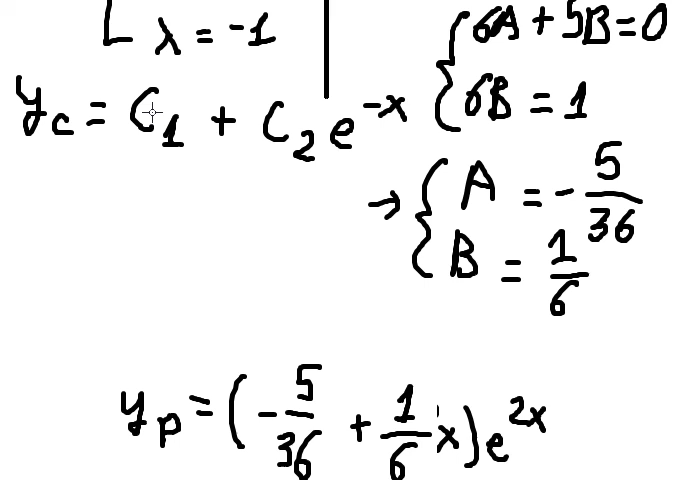 λ = -1
6A + 5B = 0
6B = 1
y_c = C_1 + C_2 e^{-x}
→ { A = -5/36
B = 1/6
y_p = (-5/36 + 1/6 x) e^{2x}